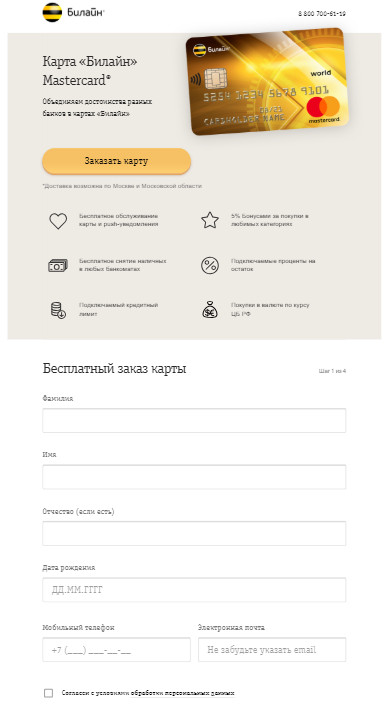 Билайн
8 800 700-61-19
Карта «Билайн»
Mastercard®
Объединяем достоинства разных
банков в картах «Билайн»
Билайн
world
5254 1234 5678 9101
08/21
CARDHOLDER NAME
mastercard
Заказать карту
*Доставка возможна по Москве и Московской области
Бесплатное обслуживание
карты и push-уведомления
5% бонусами за покупки в
любимых категориях
Бесплатное снятие наличных
в любых банкоматах
Подключаемые проценты на
остаток
Подключаемый кредитный
лимит
Покупки в валюте по курсу
ЦБ РФ
Бесплатный заказ карты
Шаг 1 из 4
Фамилия
Имя
Отчество (если есть)
Дата рождения
ДД.ММ.ГГГГ
Мобильный телефон
Электронная почта
+7 (___) ___-__-__
Не забудьте указать email
Согласен с условиями обработки персональных данных